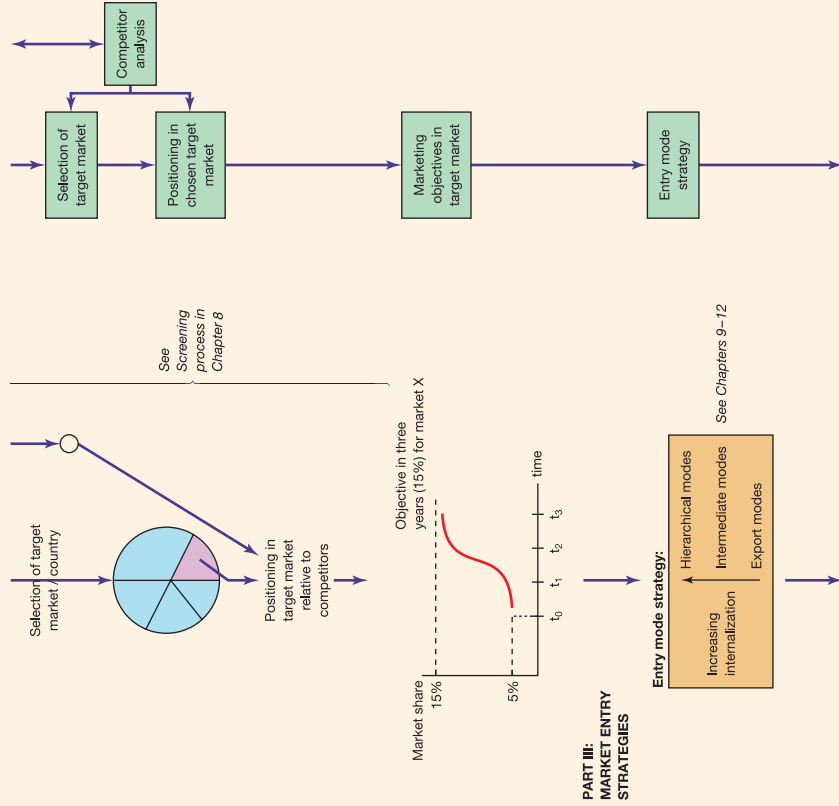 Competitor
analysis
Selection of
target market
Positioning in
chosen target
market
Marketing
objectives in
target market
Entry mode
strategy
See
Screening
process in
Chapter 8
Selection of target
market / country
Positioning in
target market
relative to
competitors
Objective in three
years (15%) for market X
Market share
15%
5%
t0
t1
t2
t3
time
PART III:
MARKET ENTRY
STRATEGIES
Entry mode strategy:
Increasing
internalization
Hierarchical modes
Intermediate modes
Export modes
See Chapters 9–12